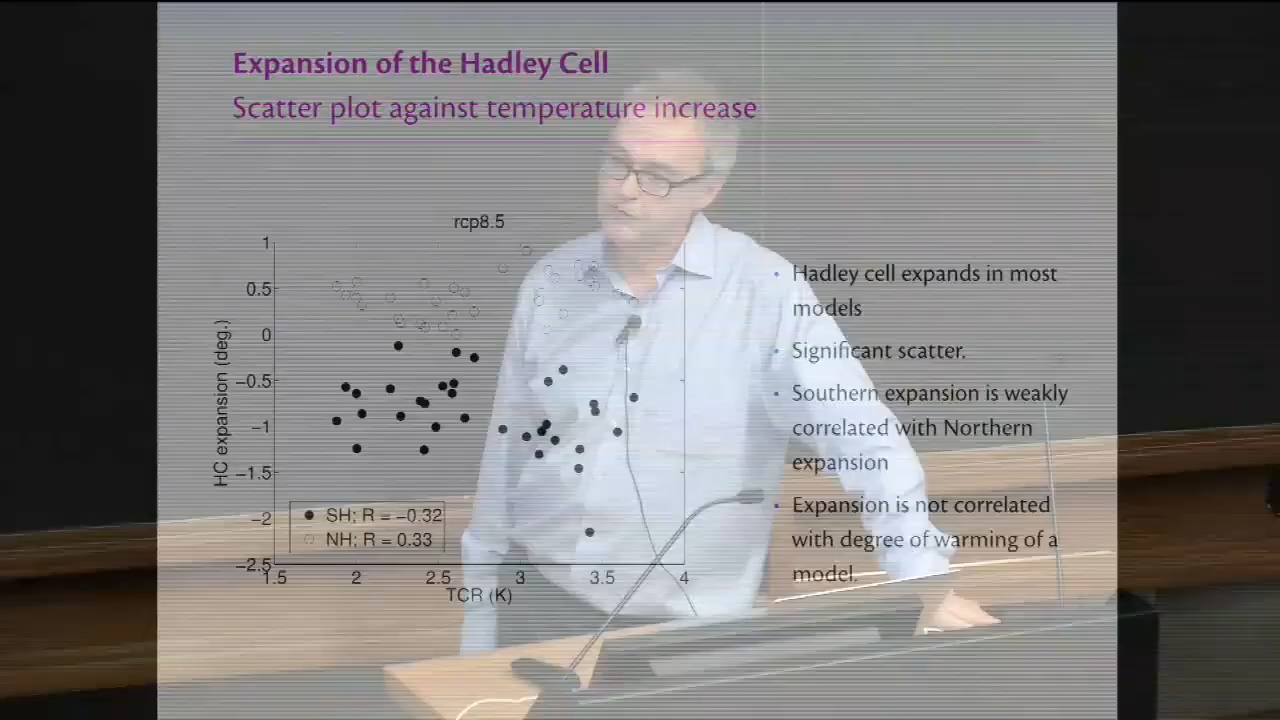 Expansion of the Hadley Cell
Scatter plot against temperature increase
rcp8.5
1
0.5
0
−0.5
−1
−1.5
−2
−2.5
HC expansion (deg.)
SH; R = −0.32
NH; R = 0.33
1.5 2 2.5 3 3.5 4
TCR (K)
• Hadley cell expands in most
models
• Significant scatter.
• Southern expansion is weakly
correlated with Northern
expansion
• Expansion is not correlated
with degree of warming of a
model.